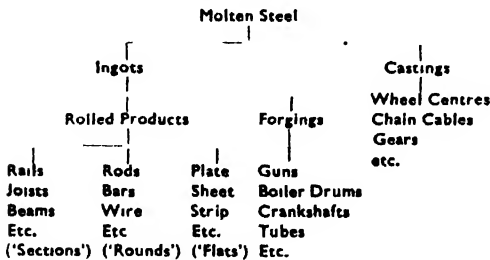 Molten Steel
Ingots
Castings
Rolled Products
Forgings
Wheel Centres
Chain Cables
Gears
etc.
Rails
Joists
Beams
Etc.
('Sections')
Rods
Bars
Wire
Etc
('Rounds')
Plate
Sheet
Strip
Etc.
('Flats')
Guns
Boiler Drums
Crankshafts
Tubes
Etc.